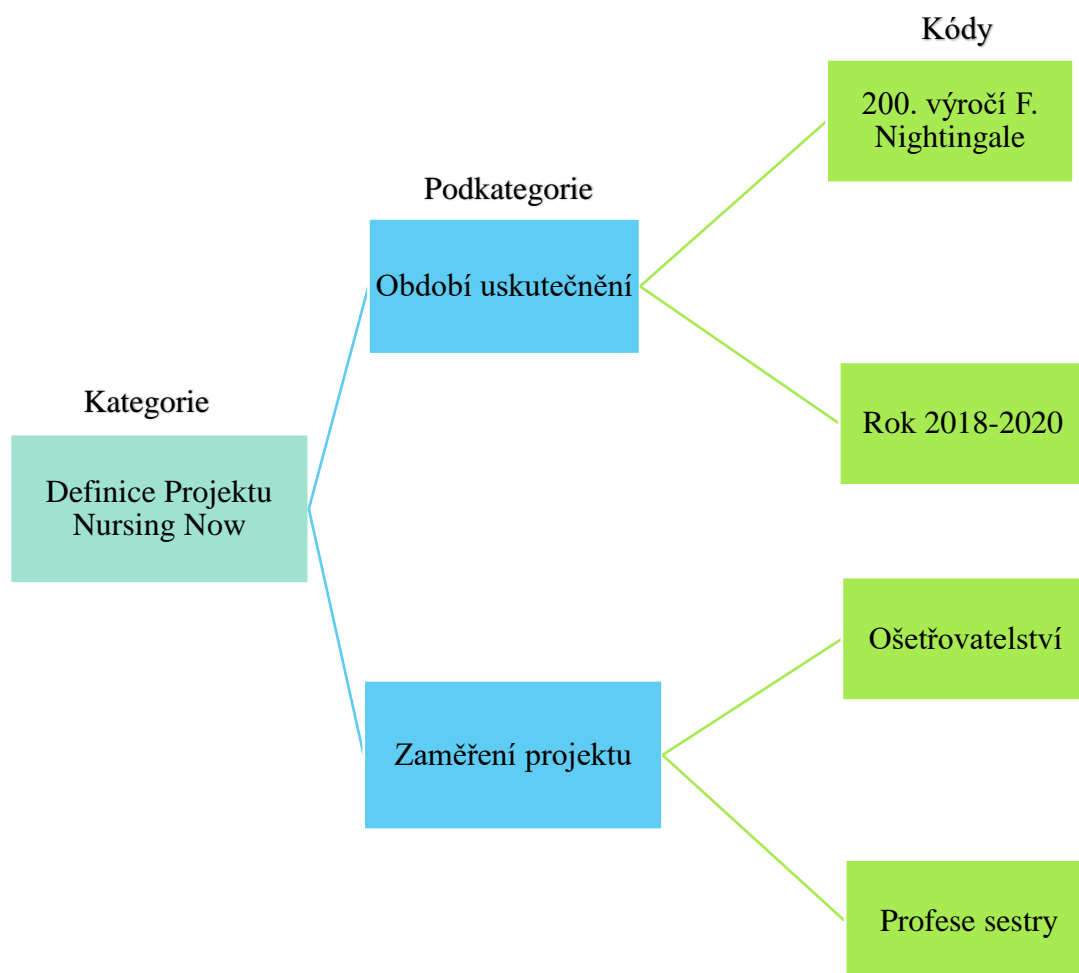 Kódy
200. výročí F.
Nightingale
Podkategorie
Období uskutečnění
Rok 2018-2020
Kategorie
Definice Projektu
Nursing Now
Ošetřovatelství
Zaměření projektu
Profese sestry